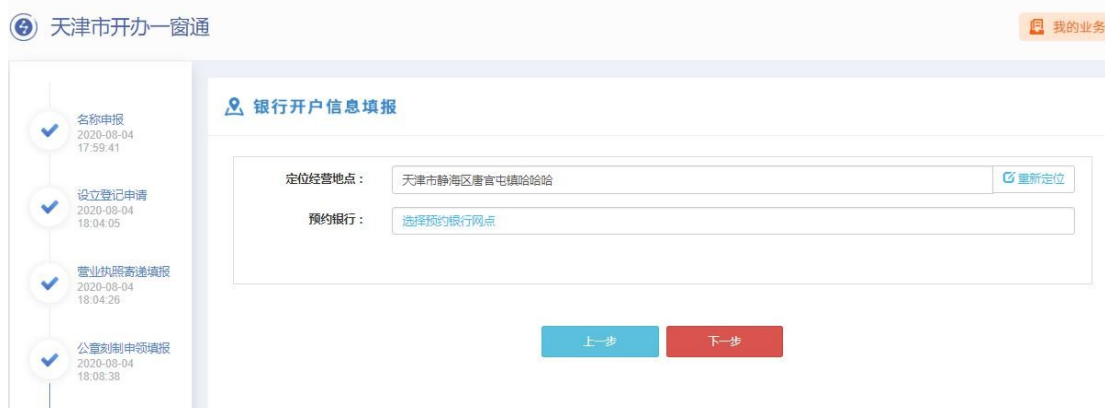 天津市开办一窗通
我的业务
名称申报
2020-08-04
17:59:41
设立登记申请
2020-08-04
18:04:05
营业执照寄递填报
2020-08-04
18:04:26
公章刻制申领填报
2020-08-04
18:08:38
银行开户信息填报
定位经营地点：
天津市静海区唐官屯镇哈哈哈
重新定位
预约银行：
选择预约银行网点
上一步
下一步